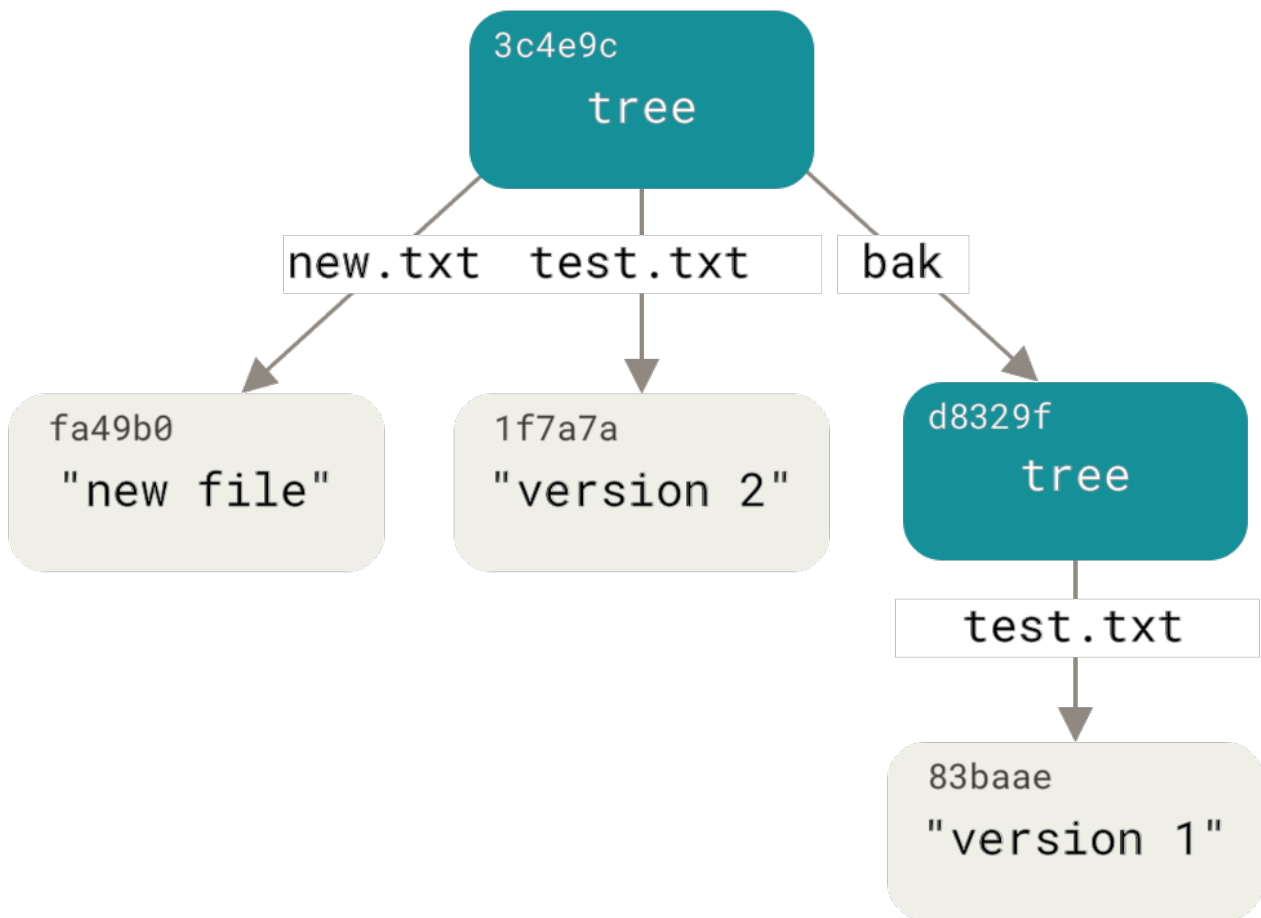 3c4e9c
tree
new.txt
test.txt
bak
fa49b0
"new file"
1f7a7a
"version 2"
d8329f
tree
test.txt
83baae
"version 1"